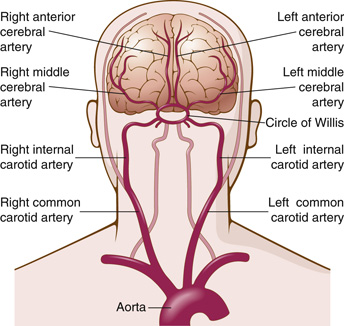 Right anterior
cerebral
artery
Left anterior
cerebral
artery
Right middle
cerebral
artery
Left middle
cerebral
artery
Circle of Willis
Right internal
carotid artery
Left internal
carotid artery
Right common
carotid artery
Left common
carotid artery
Aorta